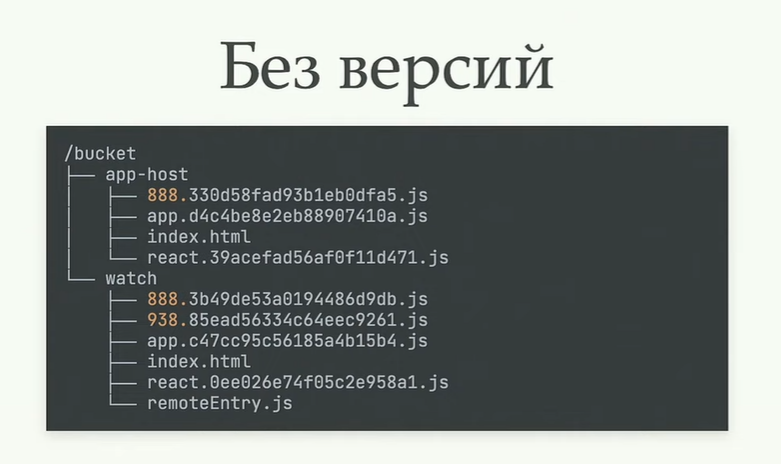 Без версий
/bucket
├── app-host
│   ├── 888.330d58fad93b1eb0dfa5.js
│   ├── app.d4c4be8e2eb88907410a.js
│   ├── index.html
│   └── react.39acefad56af0f11d471.js
└── watch
    ├── 888.3b49de53a0194486d9db.js
    ├── 938.85ead56334c64eec9261.js
    ├── app.c47cc95c56185a4b15b4.js
    ├── index.html
    ├── react.0ee026e74f05c2e958a1.js
    └── remoteEntry.js